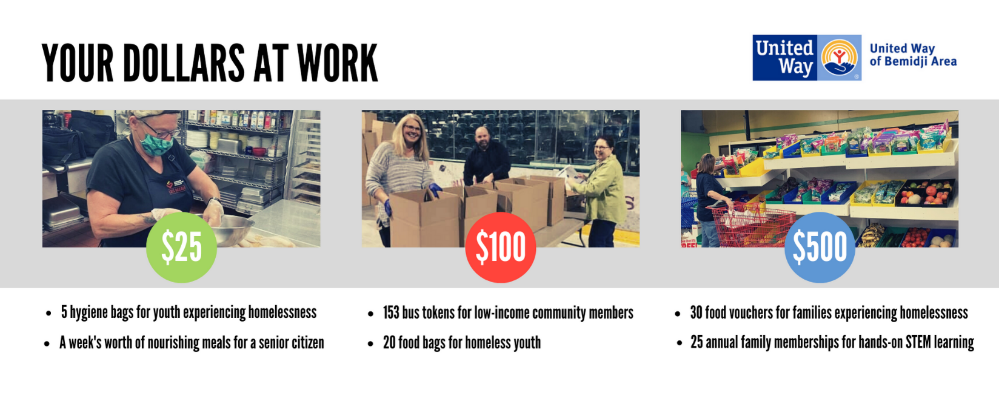 YOUR DOLLARS AT WORK
United
Way
®
United Way
of Bemidji Area
$25
$100
$500
• 5 hygiene bags for youth experiencing homelessness
• A week's worth of nourishing meals for a senior citizen
• 153 bus tokens for low-income community members
• 20 food bags for homeless youth
• 30 food vouchers for families experiencing homelessness
• 25 annual family memberships for hands-on STEM learning